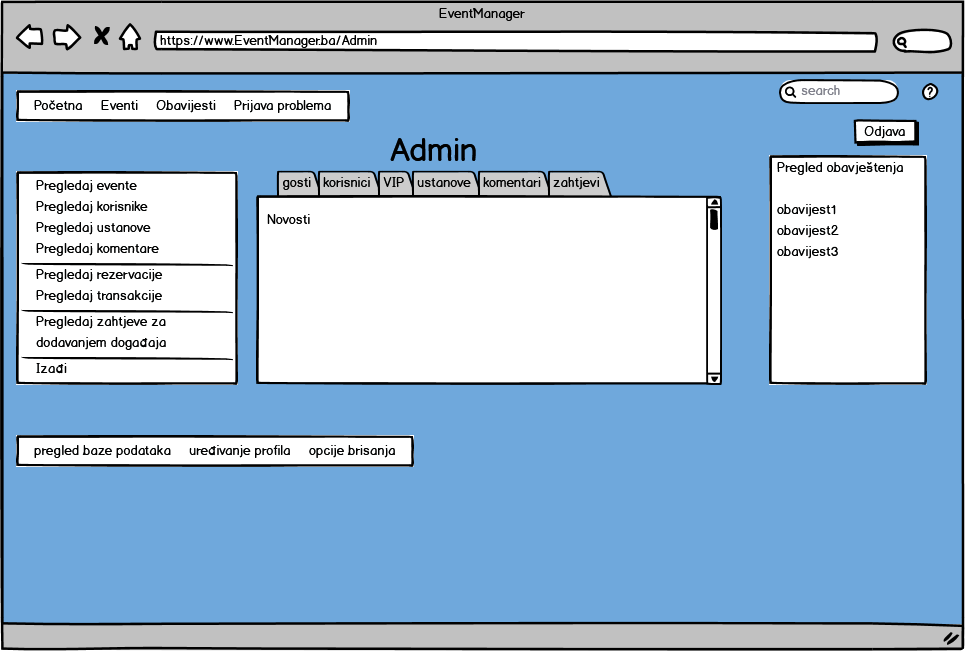 EventManager
https://www.EventManager.ba/Admin
Početna Eventi Obavijesti Prijava problema
search
?
Odjava
Admin
gosti korisnici VIP ustanove komentari zahtjevi
Novosti
Pregledaj evente
Pregledaj korisnike
Pregledaj ustanove
Pregledaj komentare
Pregledaj rezervacije
Pregledaj transakcije
Pregledaj zahtjeve za
dodavanjem događaja
Izađi
Pregled obavještenja
obavijest1
obavijest2
obavijest3
pregled baze podataka uređivanje profila opcije brisanja